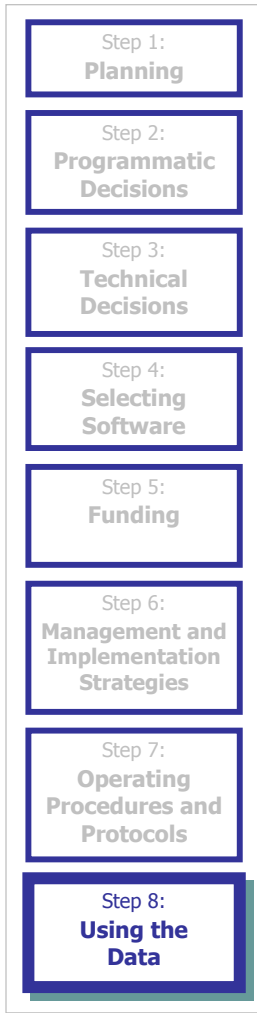 Step 1:
Planning
Step 2:
Programmatic
Decisions
Step 3:
Technical
Decisions
Step 4:
Selecting
Software
Step 5:
Funding
Step 6:
Management and
Implementation
Strategies
Step 7:
Operating
Procedures and
Protocols
Step 8:
Using the
Data